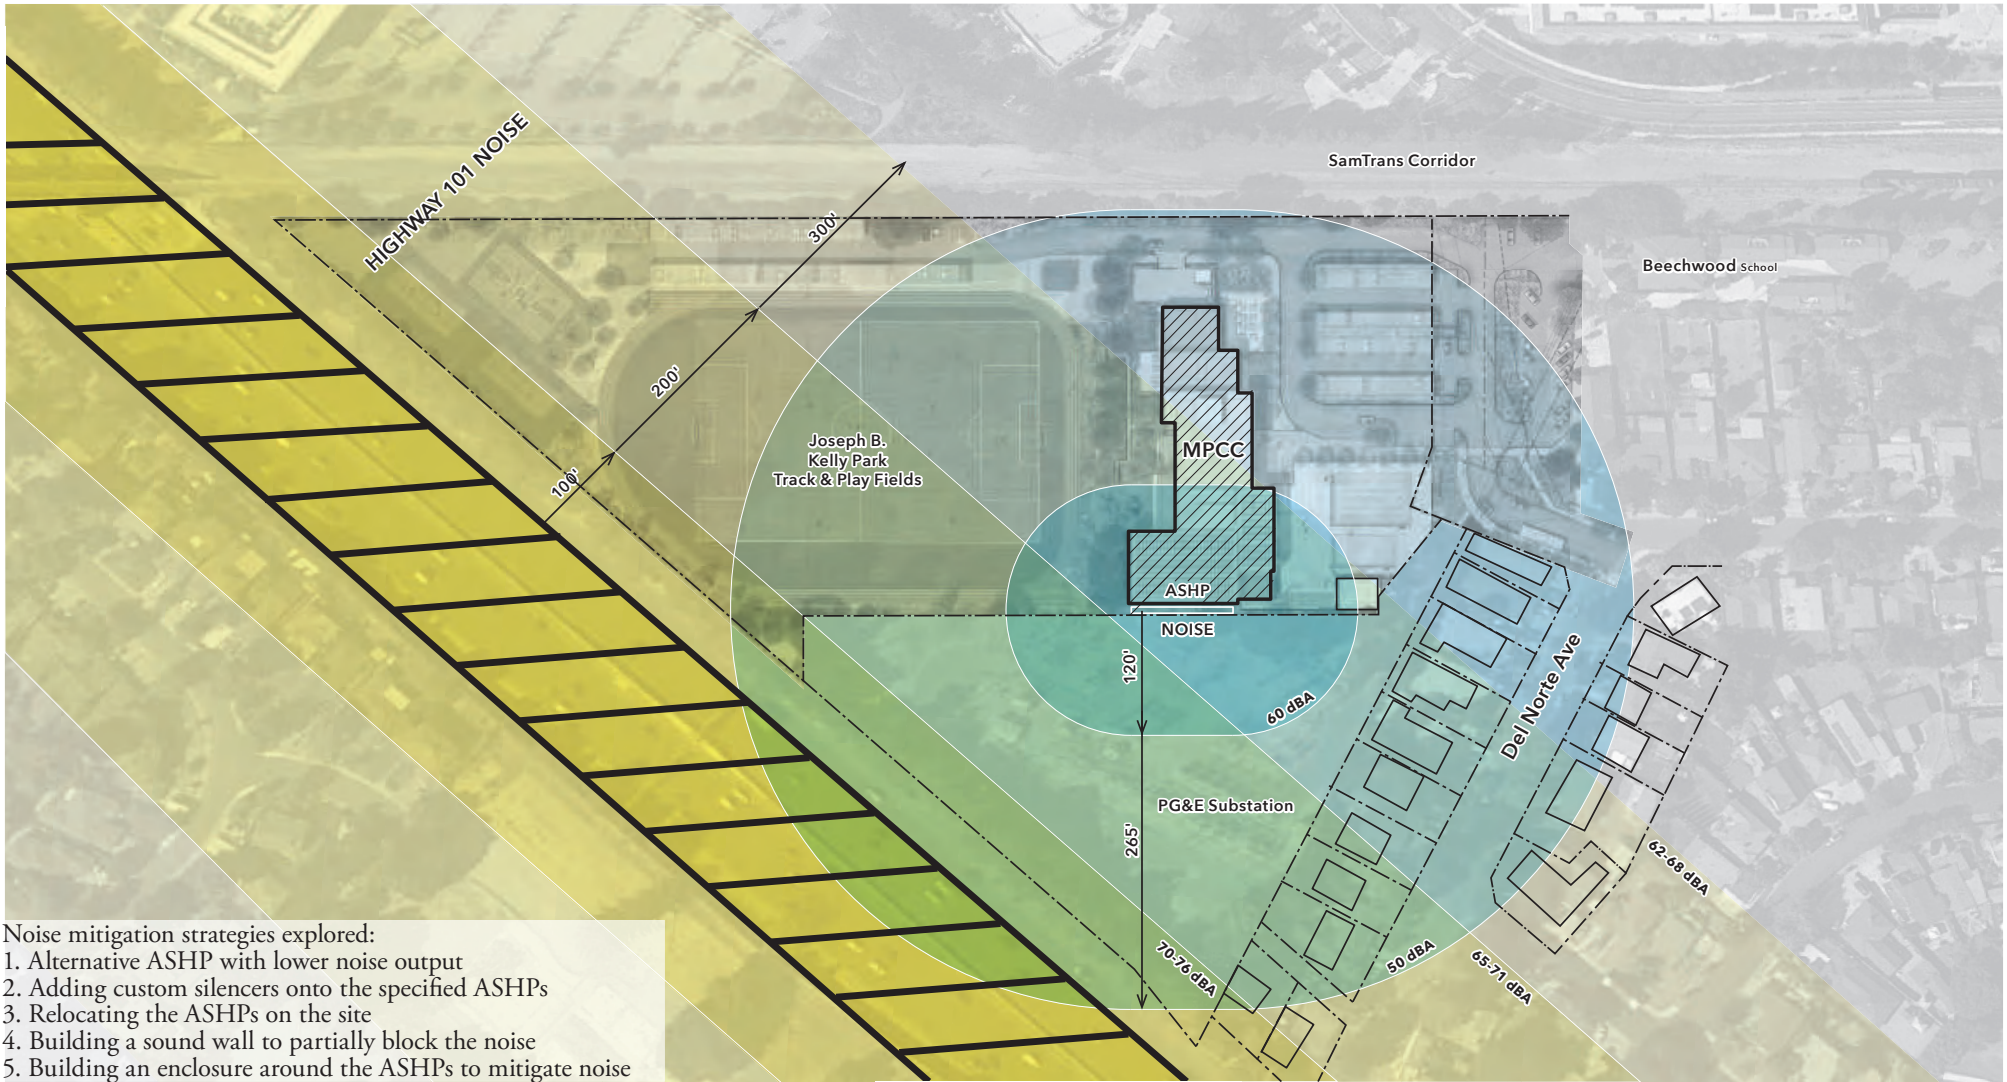 SamTrans Corridor
HIGHWAY 101 NOISE
300'
Beechwood School
200'
Joseph B.
Kelly Park
Track & Play Fields
MPCC
100'
ASHP
NOISE
120'
60 dBA
Del Norte Ave
PG&E Substation
265'
62-68 dBA
70-76 dBA
50 dBA
65-71 dBA
Noise mitigation strategies explored:
1. Alternative ASHP with lower noise output
2. Adding custom silencers onto the specified ASHPs
3. Relocating the ASHPs on the site
4. Building a sound wall to partially block the noise
5. Building an enclosure around the ASHPs to mitigate noise